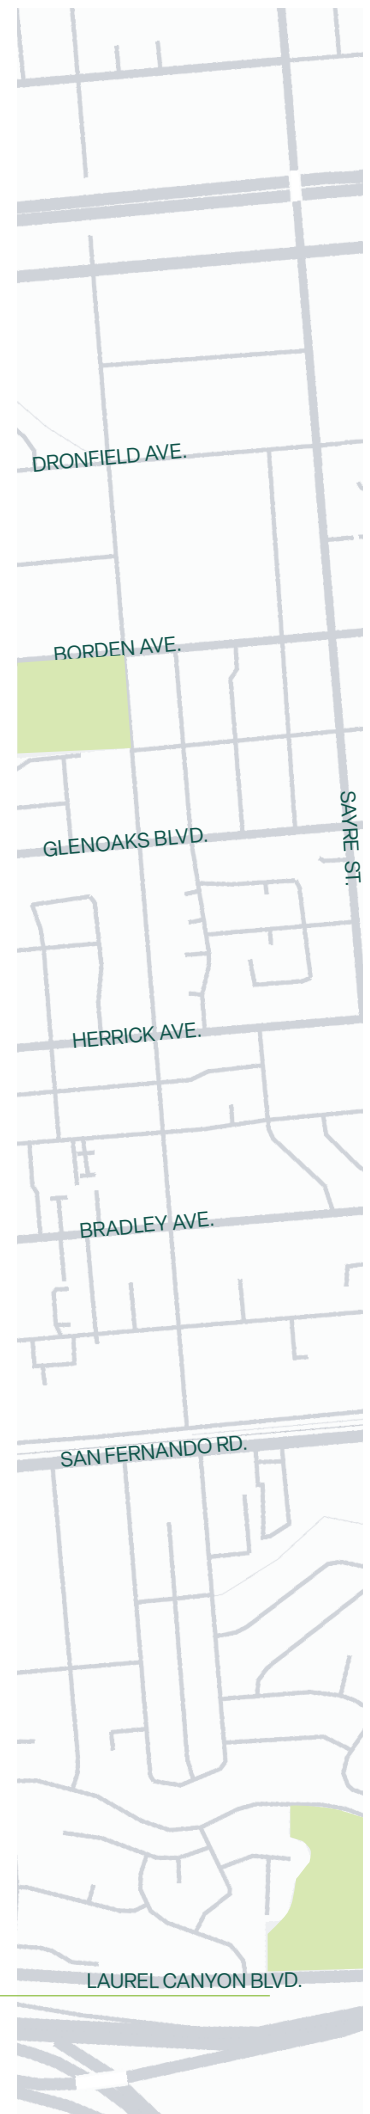 DRONFIELD AVE.
BORDEN AVE.
SAYRE ST.
GLENOAKS BLVD.
HERRICK AVE.
BRADLEY AVE.
SAN FERNANDO RD.
LAUREL CANYON BLVD.